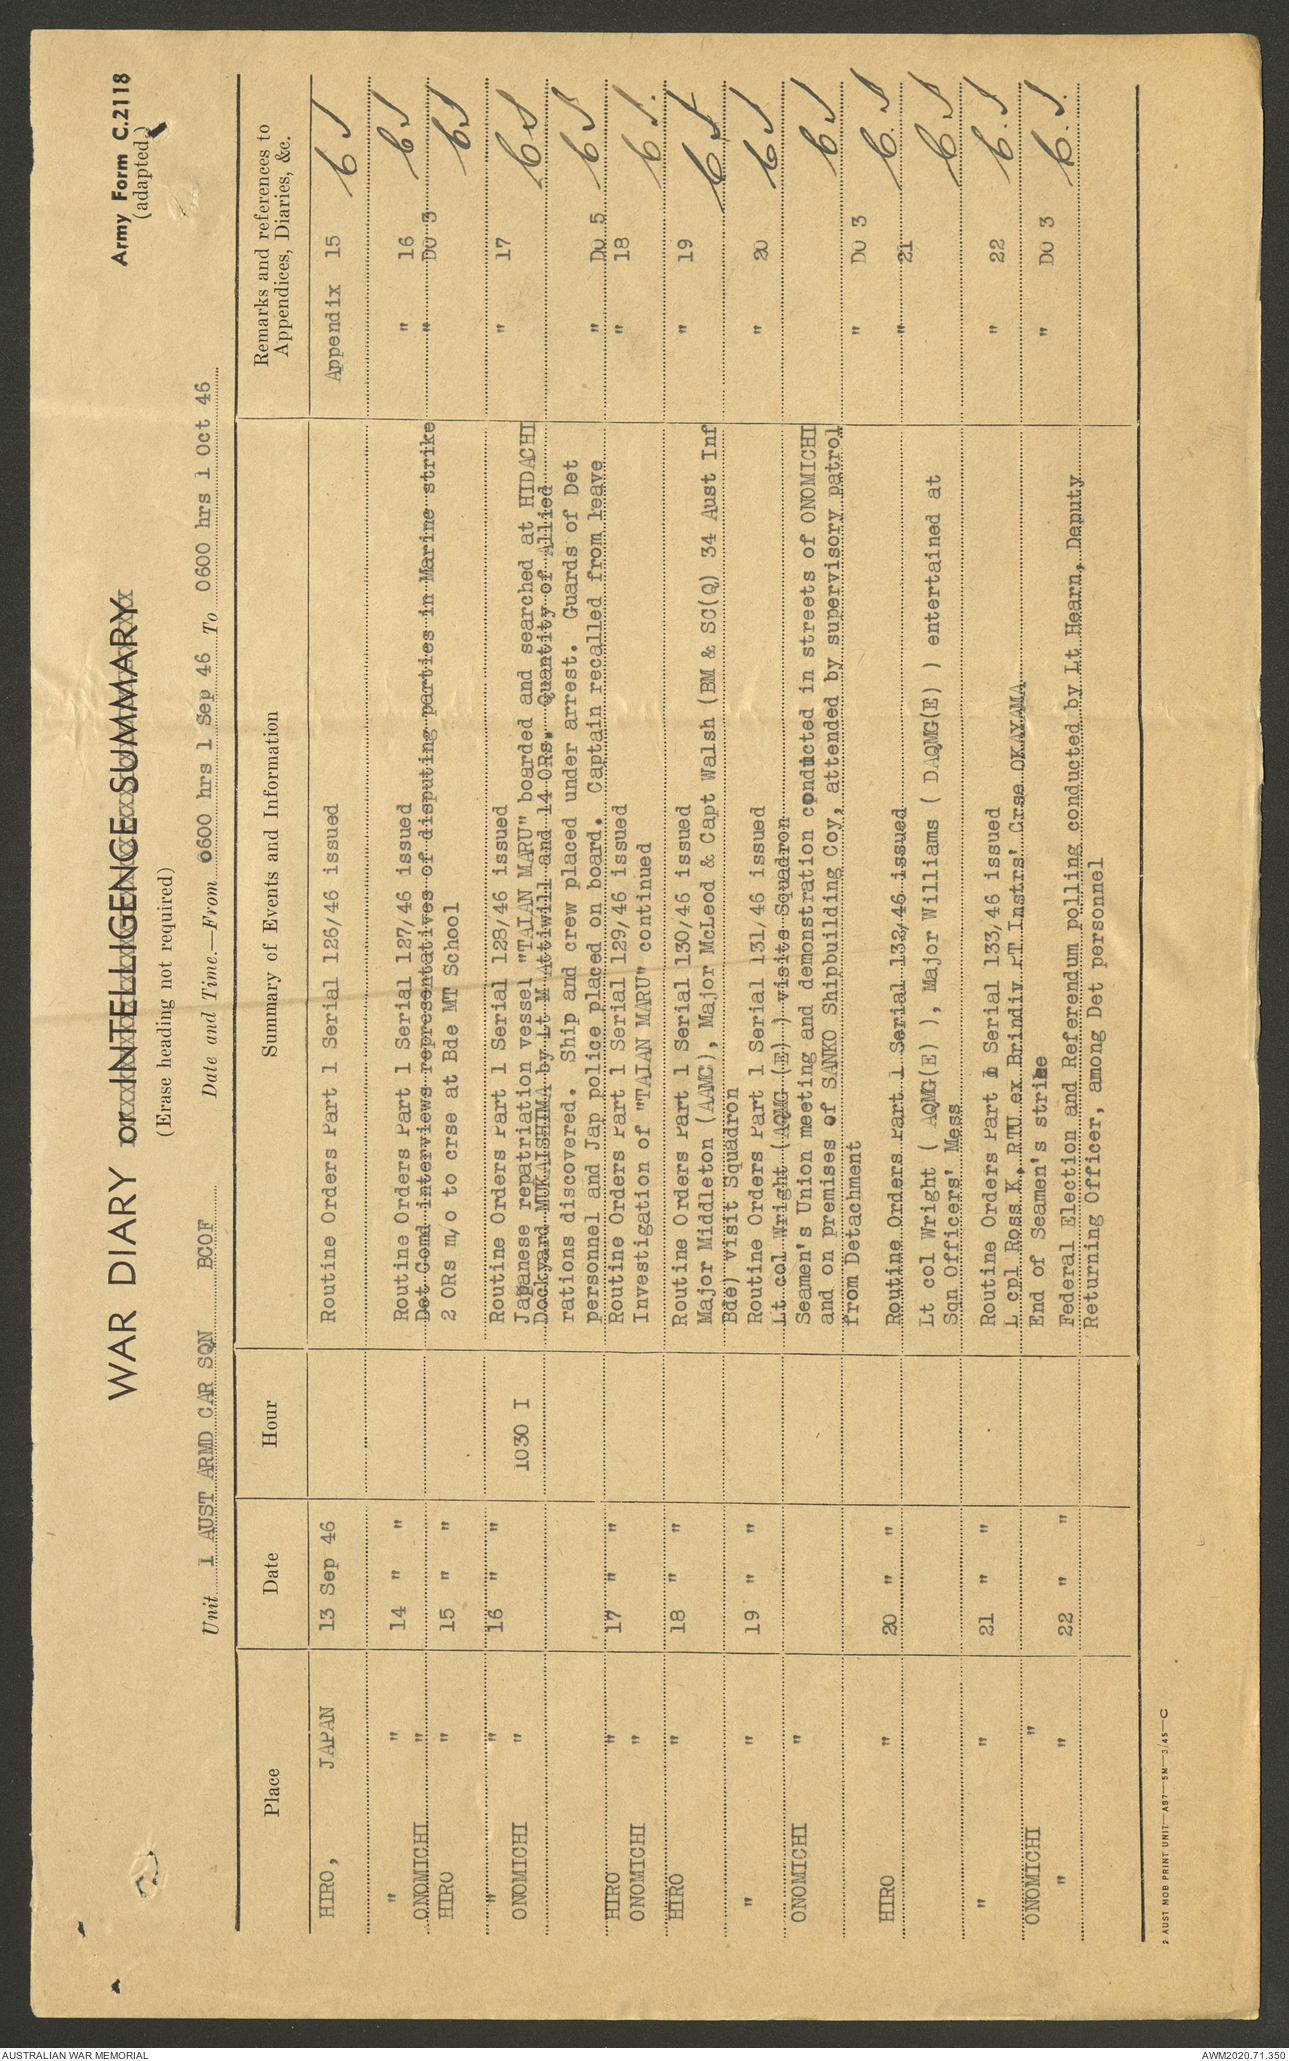 Army Form C.2118
(adapted)
WAR DIARY or INTELLIGENCE SUMMARY
(Erase heading not required)
Unit 1 AUST ARMD CAR SQN BCOF Date and Time.—From 0600 hrs 1 Sep 46 To 0600 hrs 1 Oct 46
Place Date Hour Summary of Events and Information Remarks and references to Appendices, Diaries, &c.
HIRO, JAPAN 13 Sep 46 Routine Orders Part 1 Serial 126/46 issued Appendix 15
" " 14 " " Routine Orders Part 1 Serial 127/46 issued " 16
ONOMICHI " Det Comd interviews representatives of disputing parties in Marine strike " Do 3
HIRO " 15 " " 2 ORs m/o to crse at Bde MT School
" " 16 " " Routine Orders Part 1 Serial 128/46 issued " 17
ONOMICHI " 1030 I Japanese repatriation vessel "TAIAN MARU" boarded and searched at HIDACHI
Dockyard MUKAISHIMA by Lt M Attiwill and 14 ORs. Quantity of Allied
rations discovered. Ship and crew placed under arrest. Guards of Det
personnel and Jap police placed on board. Captain recalled from leave " Do 5
HIRO " 17 " " Routine Orders Part 1 Serial 129/46 issued " 18
ONOMICHI " Investigation of "TAIAN MARU" continued
HIRO " 18 " " Routine Orders Part 1 Serial 130/46 issued " 19
Major Middleton (AAMC), Major McLeod & Capt Walsh (BM & SC(Q) 34 Aust Inf
Bde) visit Squadron
" " 19 " " Routine Orders Part 1 Serial 131/46 issued " 20
Lt col Wright (AQMG (E) ) visits Squadron
ONOMICHI " Seamen's Union meeting and demonstration conducted in streets of ONOMICHI
and on premises of SANKO Shipbuilding Coy, attended by supervisory patrol
from Detachment " Do 3
HIRO " 20 " " Routine Orders Part 1 Serial 132/46 issued " 21
Lt col Wright ( AQMG(E) ), Major Williams ( DAQMG(E) ) entertained at
Sqn Officers' Mess
" " 21 " " Routine Orders Part 1 Serial 133/46 issued " 22
L cpl Ross K, RTU ex Brindiv PT Instrs' Crse OKAYAMA
ONOMICHI " End of Seamen's strike " Do 3
" " 22 " " Federal Election and Referendum polling conducted by Lt Hearn, Deputy
Returning Officer, among Det personnel
2 AUST MOB PRINT UNIT—A97—5M—3/45—C
AUSTRALIAN WAR MEMORIAL AWM2020.71.350